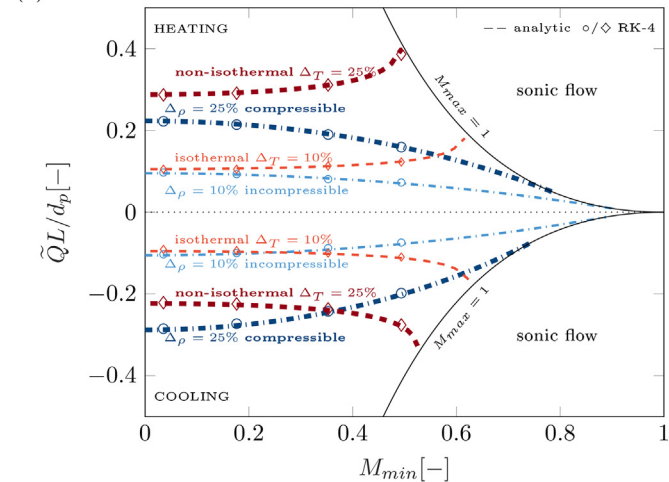 HEATING
analytic ○/◇ RK-4
non-isothermal Δ_T = 25%
M_max = 1
sonic flow
Δ_ρ = 25% compressible
isothermal Δ_T = 10%
Δ_ρ = 10% incompressible
isothermal Δ_T = 10%
Δ_ρ = 10% incompressible
non-isothermal Δ_T = 25%
M_max = 1
sonic flow
Δ_ρ = 25% compressible
COOLING
0.4
0.2
0
−0.2
−0.4
Q̃L/d_p[−]
0
0.2
0.4
0.6
0.8
1
M_min[−]